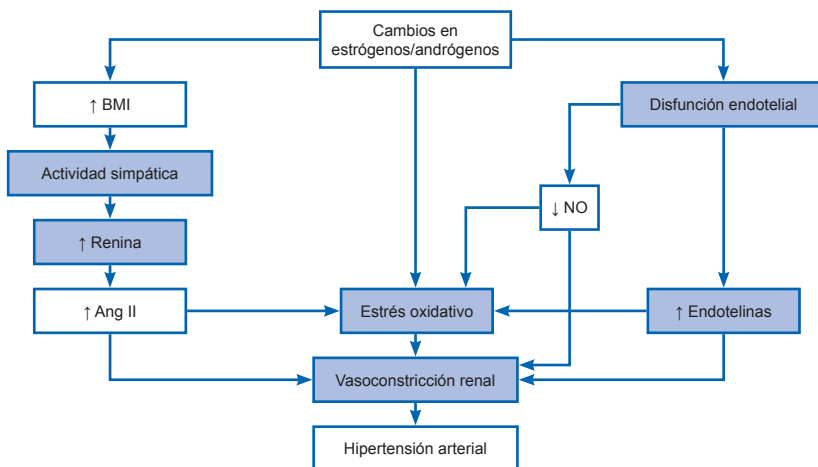 Cambios en
estrógenos/andrógenos
↑ BMI
Disfunción endotelial
Actividad simpática
↓ NO
↑ Renina
↑ Ang II
Estrés oxidativo
↑ Endotelinas
Vasoconstricción renal
Hipertensión arterial